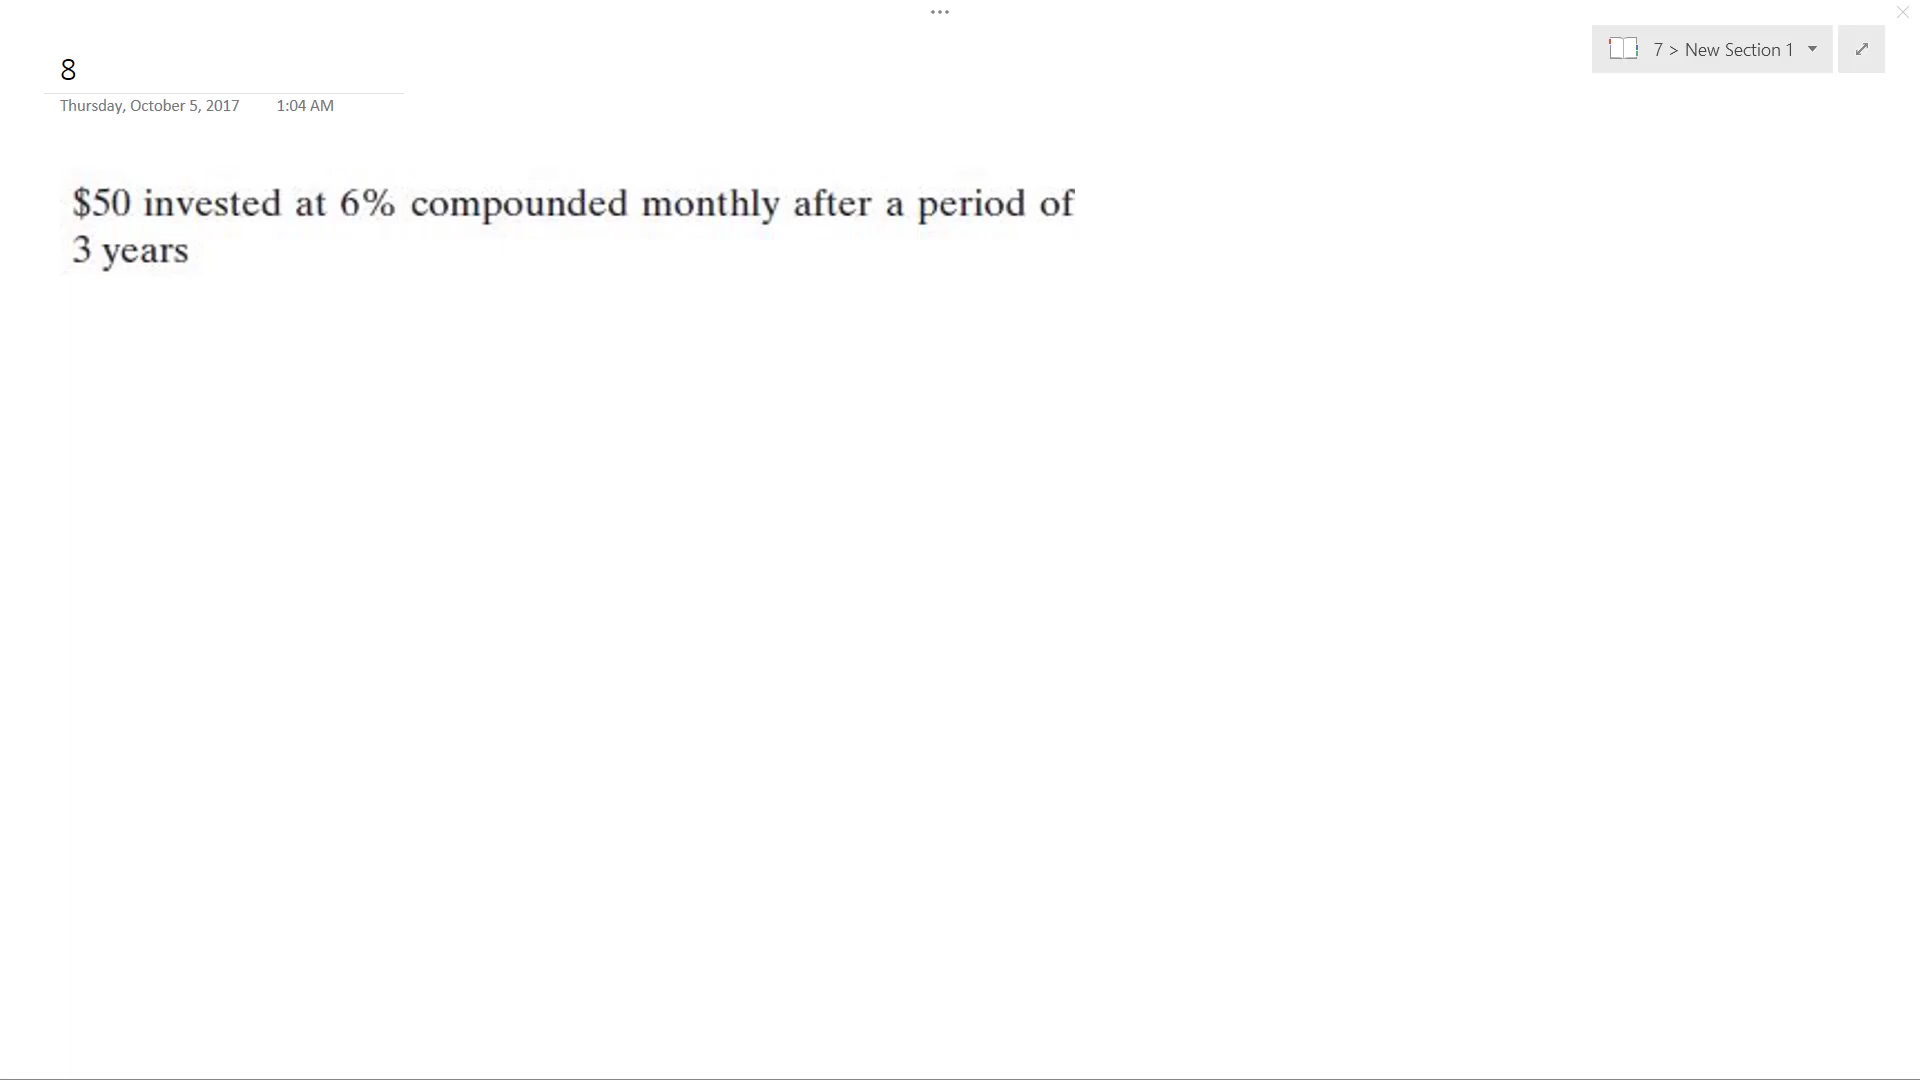 7 > New Section 1
8
Thursday, October 5, 2017 1:04 AM
$50 invested at 6% compounded monthly after a period of
3 years